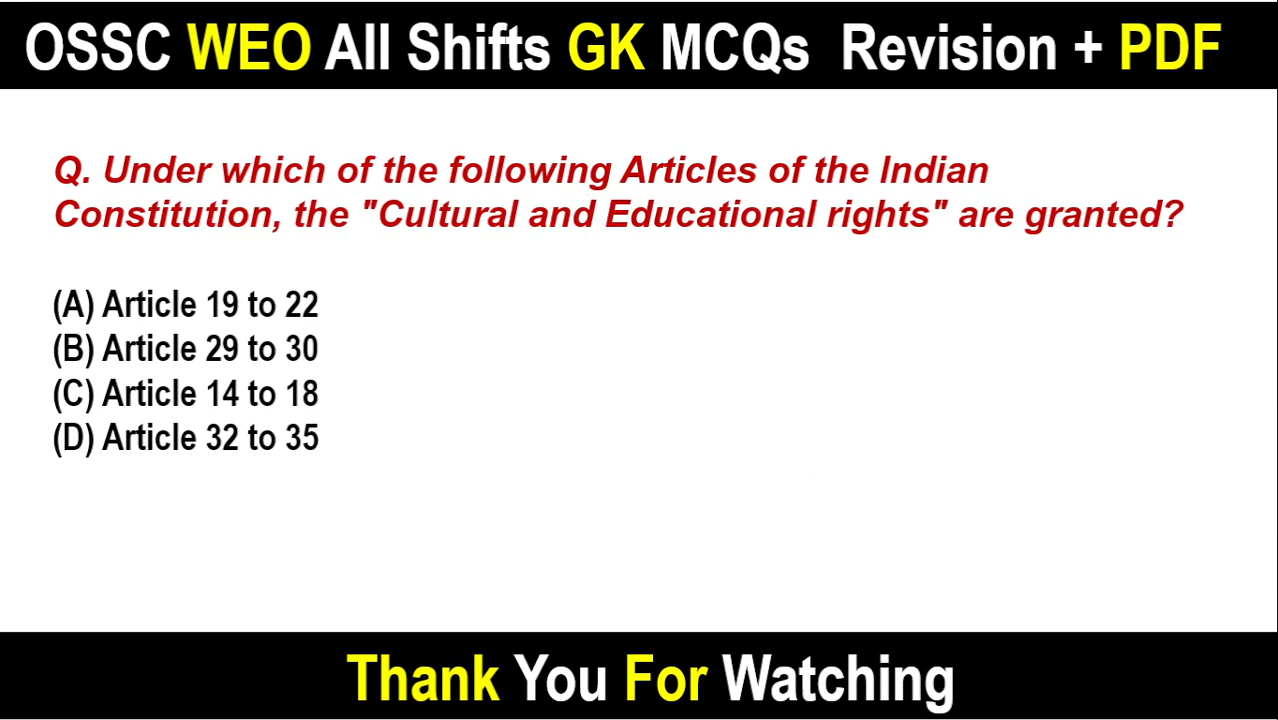 OSSC WEO All Shifts GK MCQs Revision + PDF
Q. Under which of the following Articles of the Indian
Constitution, the "Cultural and Educational rights" are granted?
(A) Article 19 to 22
(B) Article 29 to 30
(C) Article 14 to 18
(D) Article 32 to 35
Thank You For Watching